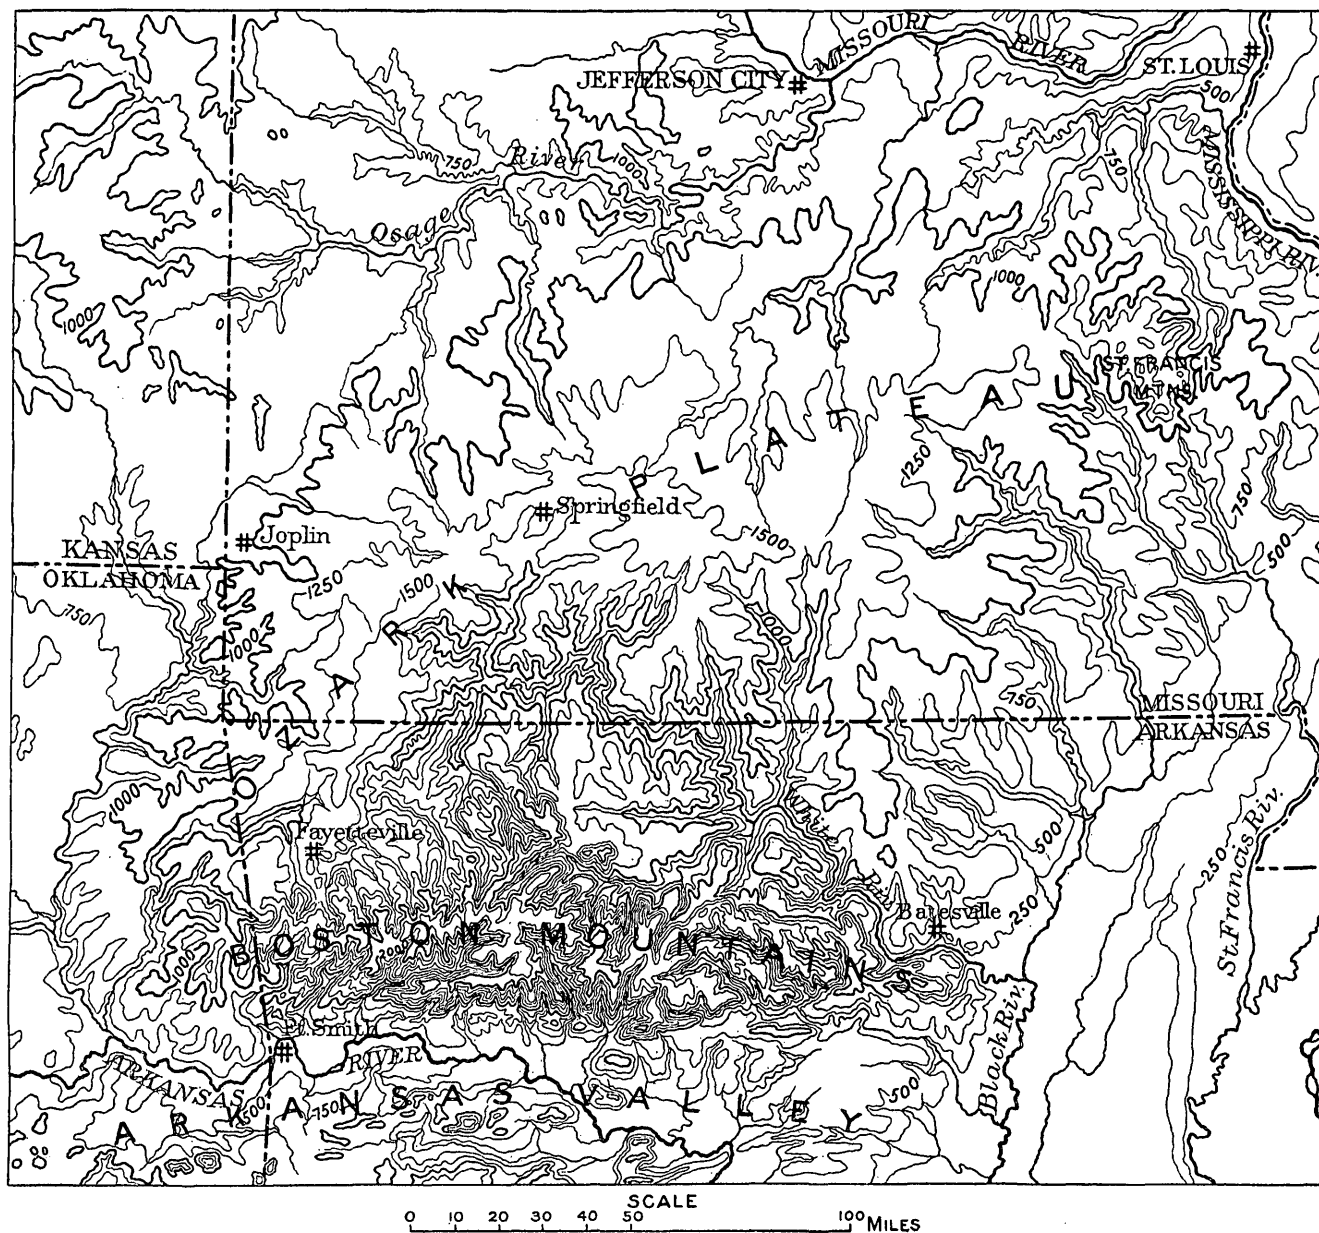 MISSOURI RIVER
JEFFERSON CITY
ST. LOUIS
500
750
River
1000
750
MISSISSIPPI RIV.
Osage
1000
1000
ST. FRANCIS
MTNS
OZARK PLATEAU
1250
750
Springfield
1500
Joplin
KANSAS
OKLAHOMA
500
1250
1500
750
1000
1000
750
MISSOURI
ARKANSAS
1000
White
Fayetteville
500
250
St. Francis Riv.
Riv.
Batesville
250
BOSTON MOUNTAINS
1000
Ft. Smith
Black Riv.
ARKANSAS RIVER
500
750
500
ARKANSAS VALLEY
SCALE
0 10 20 30 40 50 100 MILES